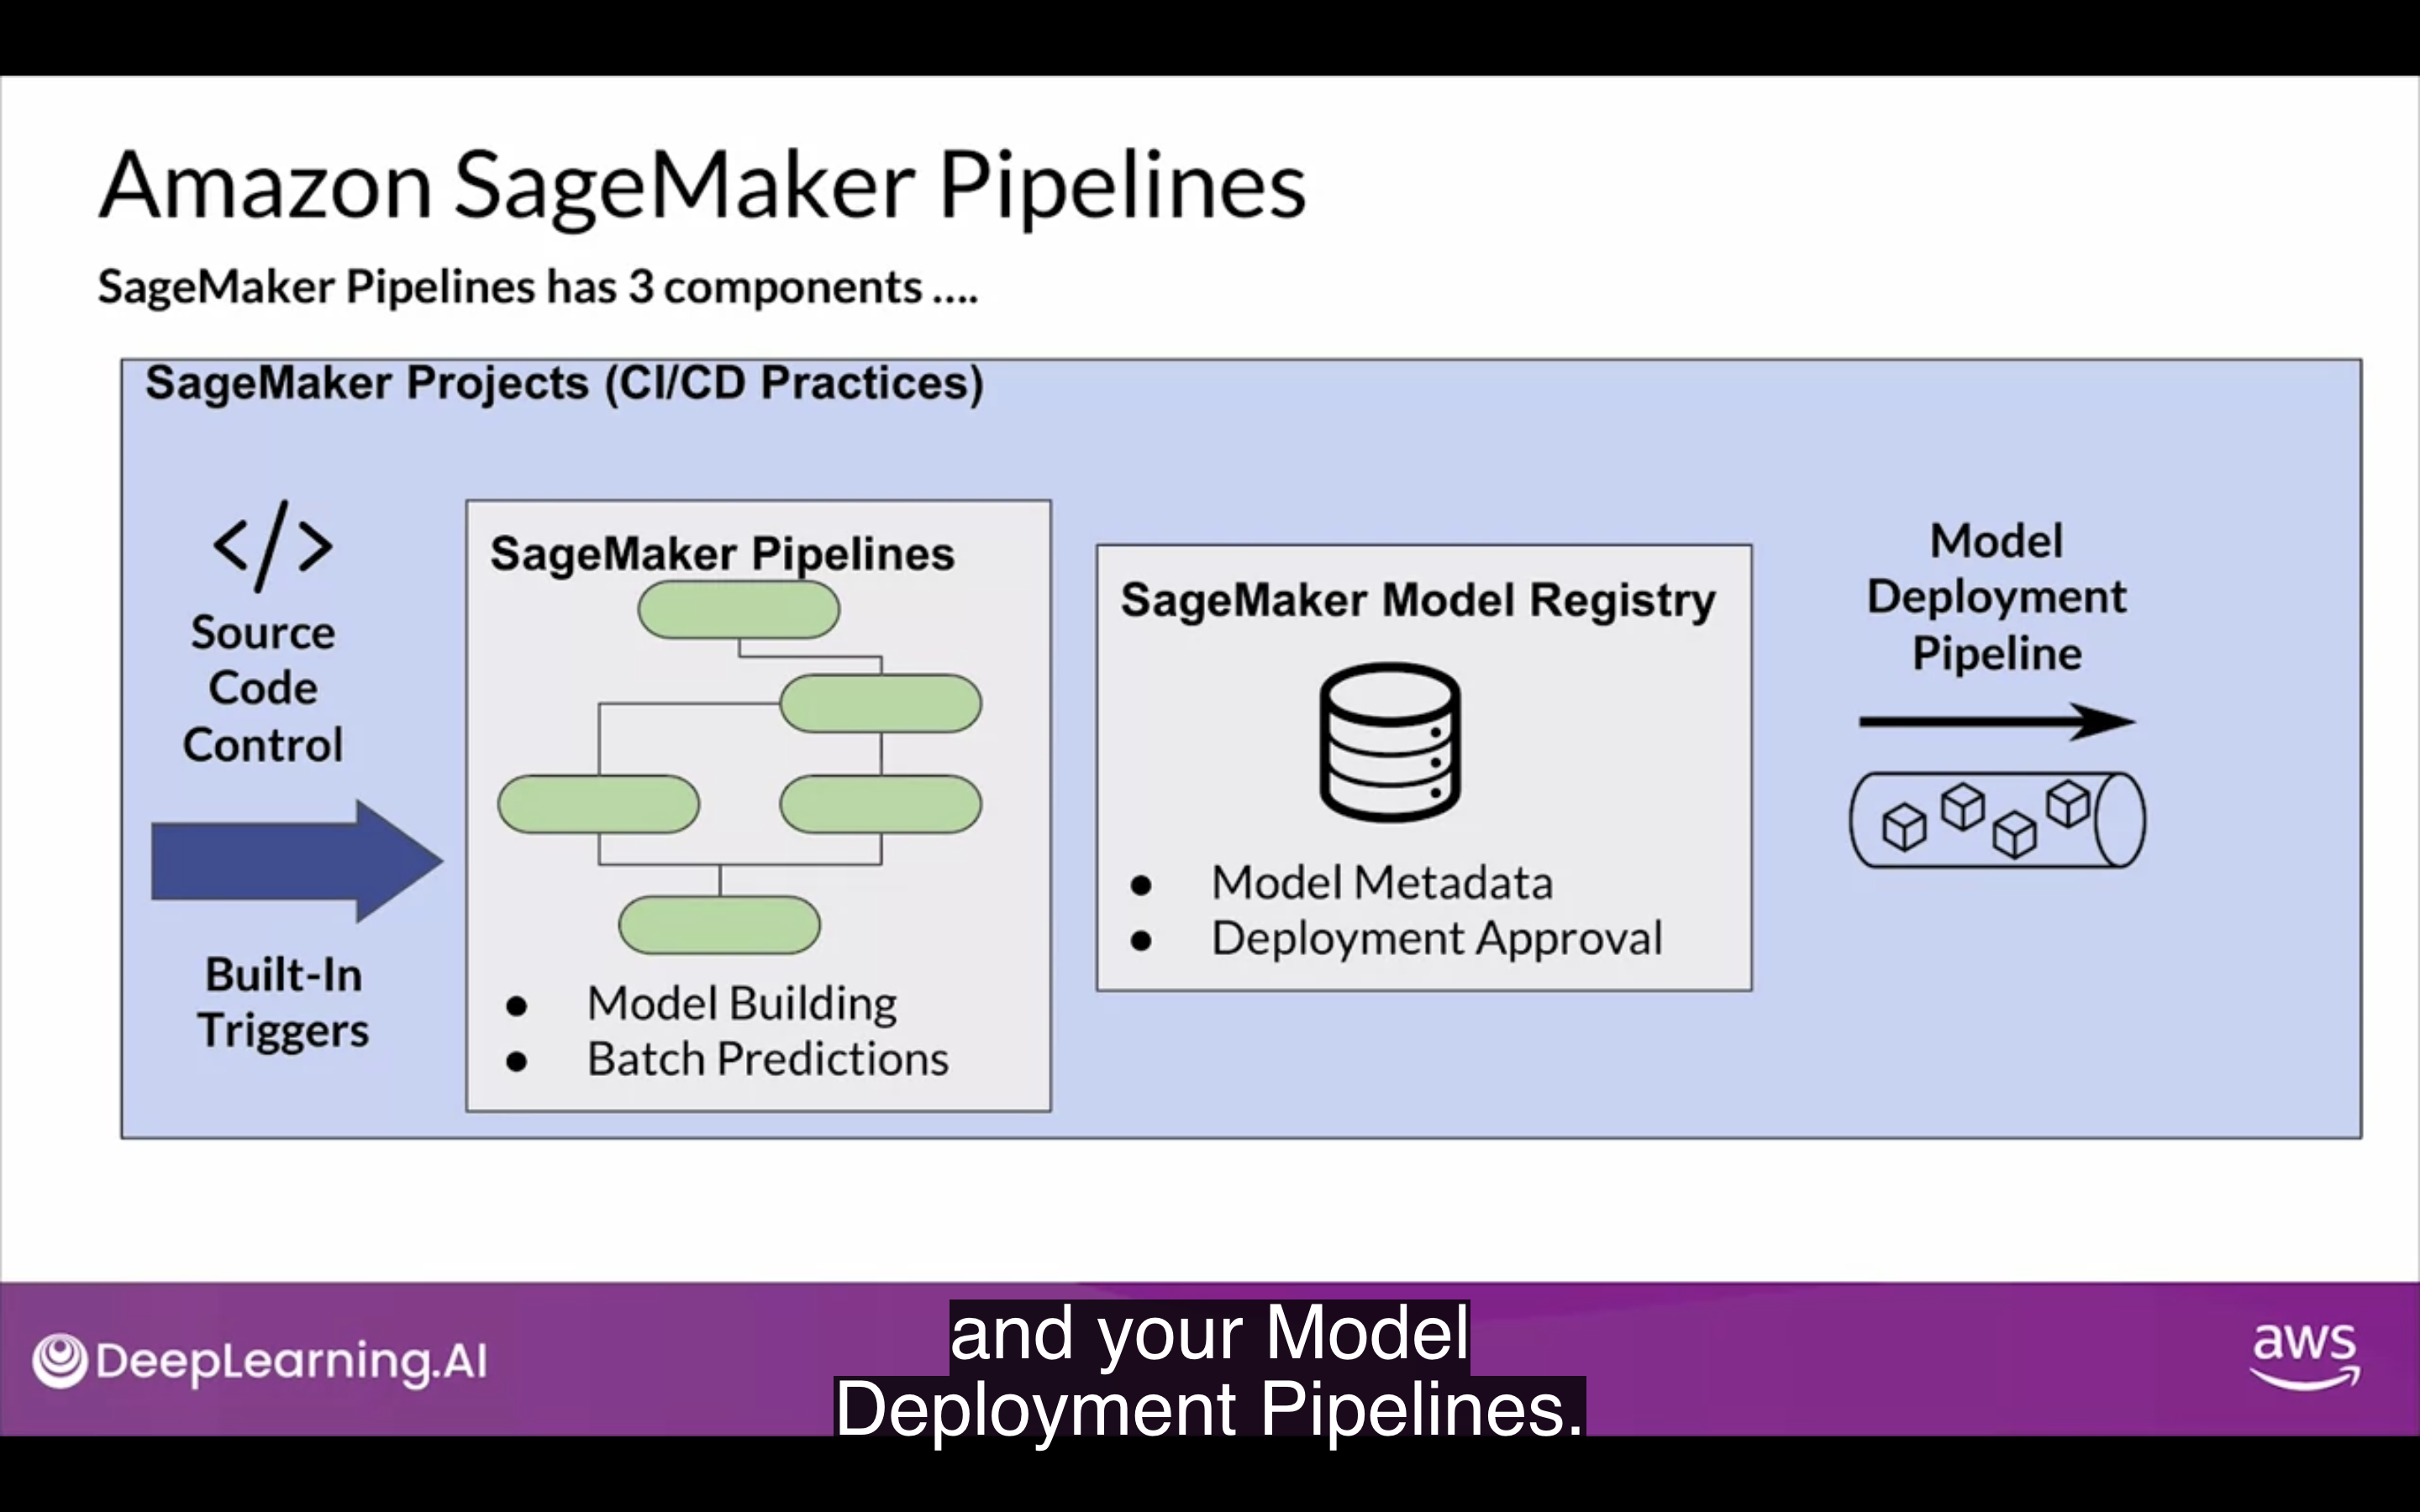 Amazon SageMaker Pipelines
SageMaker Pipelines has 3 components ....
SageMaker Projects (CI/CD Practices)
</>
Source
Code
Control
Built-In
Triggers
SageMaker Pipelines
● Model Building
● Batch Predictions
SageMaker Model Registry
● Model Metadata
● Deployment Approval
Model
Deployment
Pipeline
DeepLearning.AI
and your Model
Deployment Pipelines.
aws